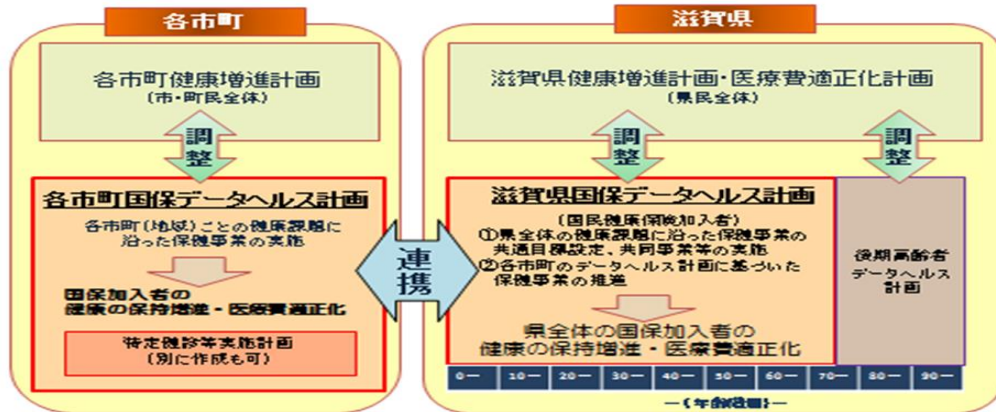 各市町
各市町健康増進計画
(市・町民全体)
調整
各市町国保データヘルス計画
各市町(地域)ごとの健康課題に
沿った保健事業の実施
国保加入者の
健康の保持増進・医療費適正化
特定健診等実施計画
(別に作成も可)
連携
滋賀県
滋賀県健康増進計画・医療費適正化計画
(県民全体)
調整
調整
滋賀県国保データヘルス計画
(国民健康保険加入者)
①県全体の健康課題に沿った保健事業の
共通目標設定、共同事業等の実施
②各市町のデータヘルス計画に基づいた
保健事業の推進
県全体の国保加入者の
健康の保持増進・医療費適正化
後期高齢者
データヘルス
計画
0― 10― 20― 30― 40― 50― 60― 70― 80― 90―
―(年齢階層)―